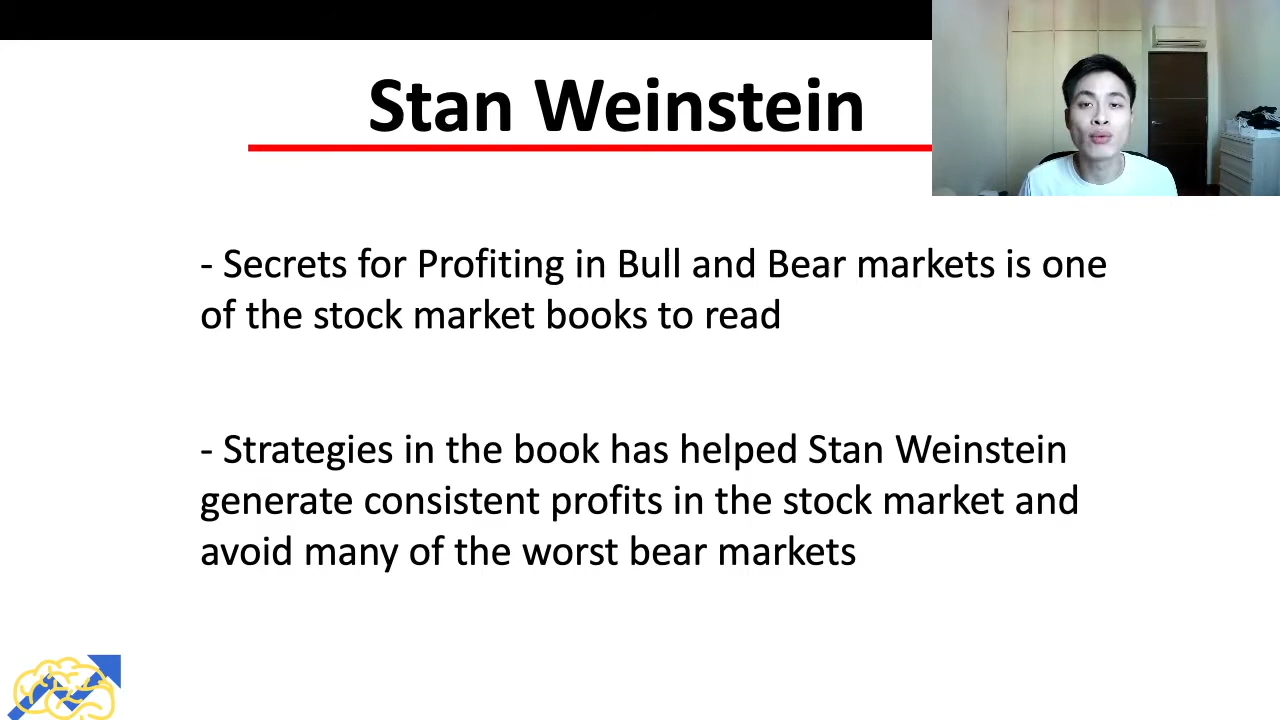 Stan Weinstein
- Secrets for Profiting in Bull and Bear markets is one
of the stock market books to read
- Strategies in the book has helped Stan Weinstein
generate consistent profits in the stock market and
avoid many of the worst bear markets